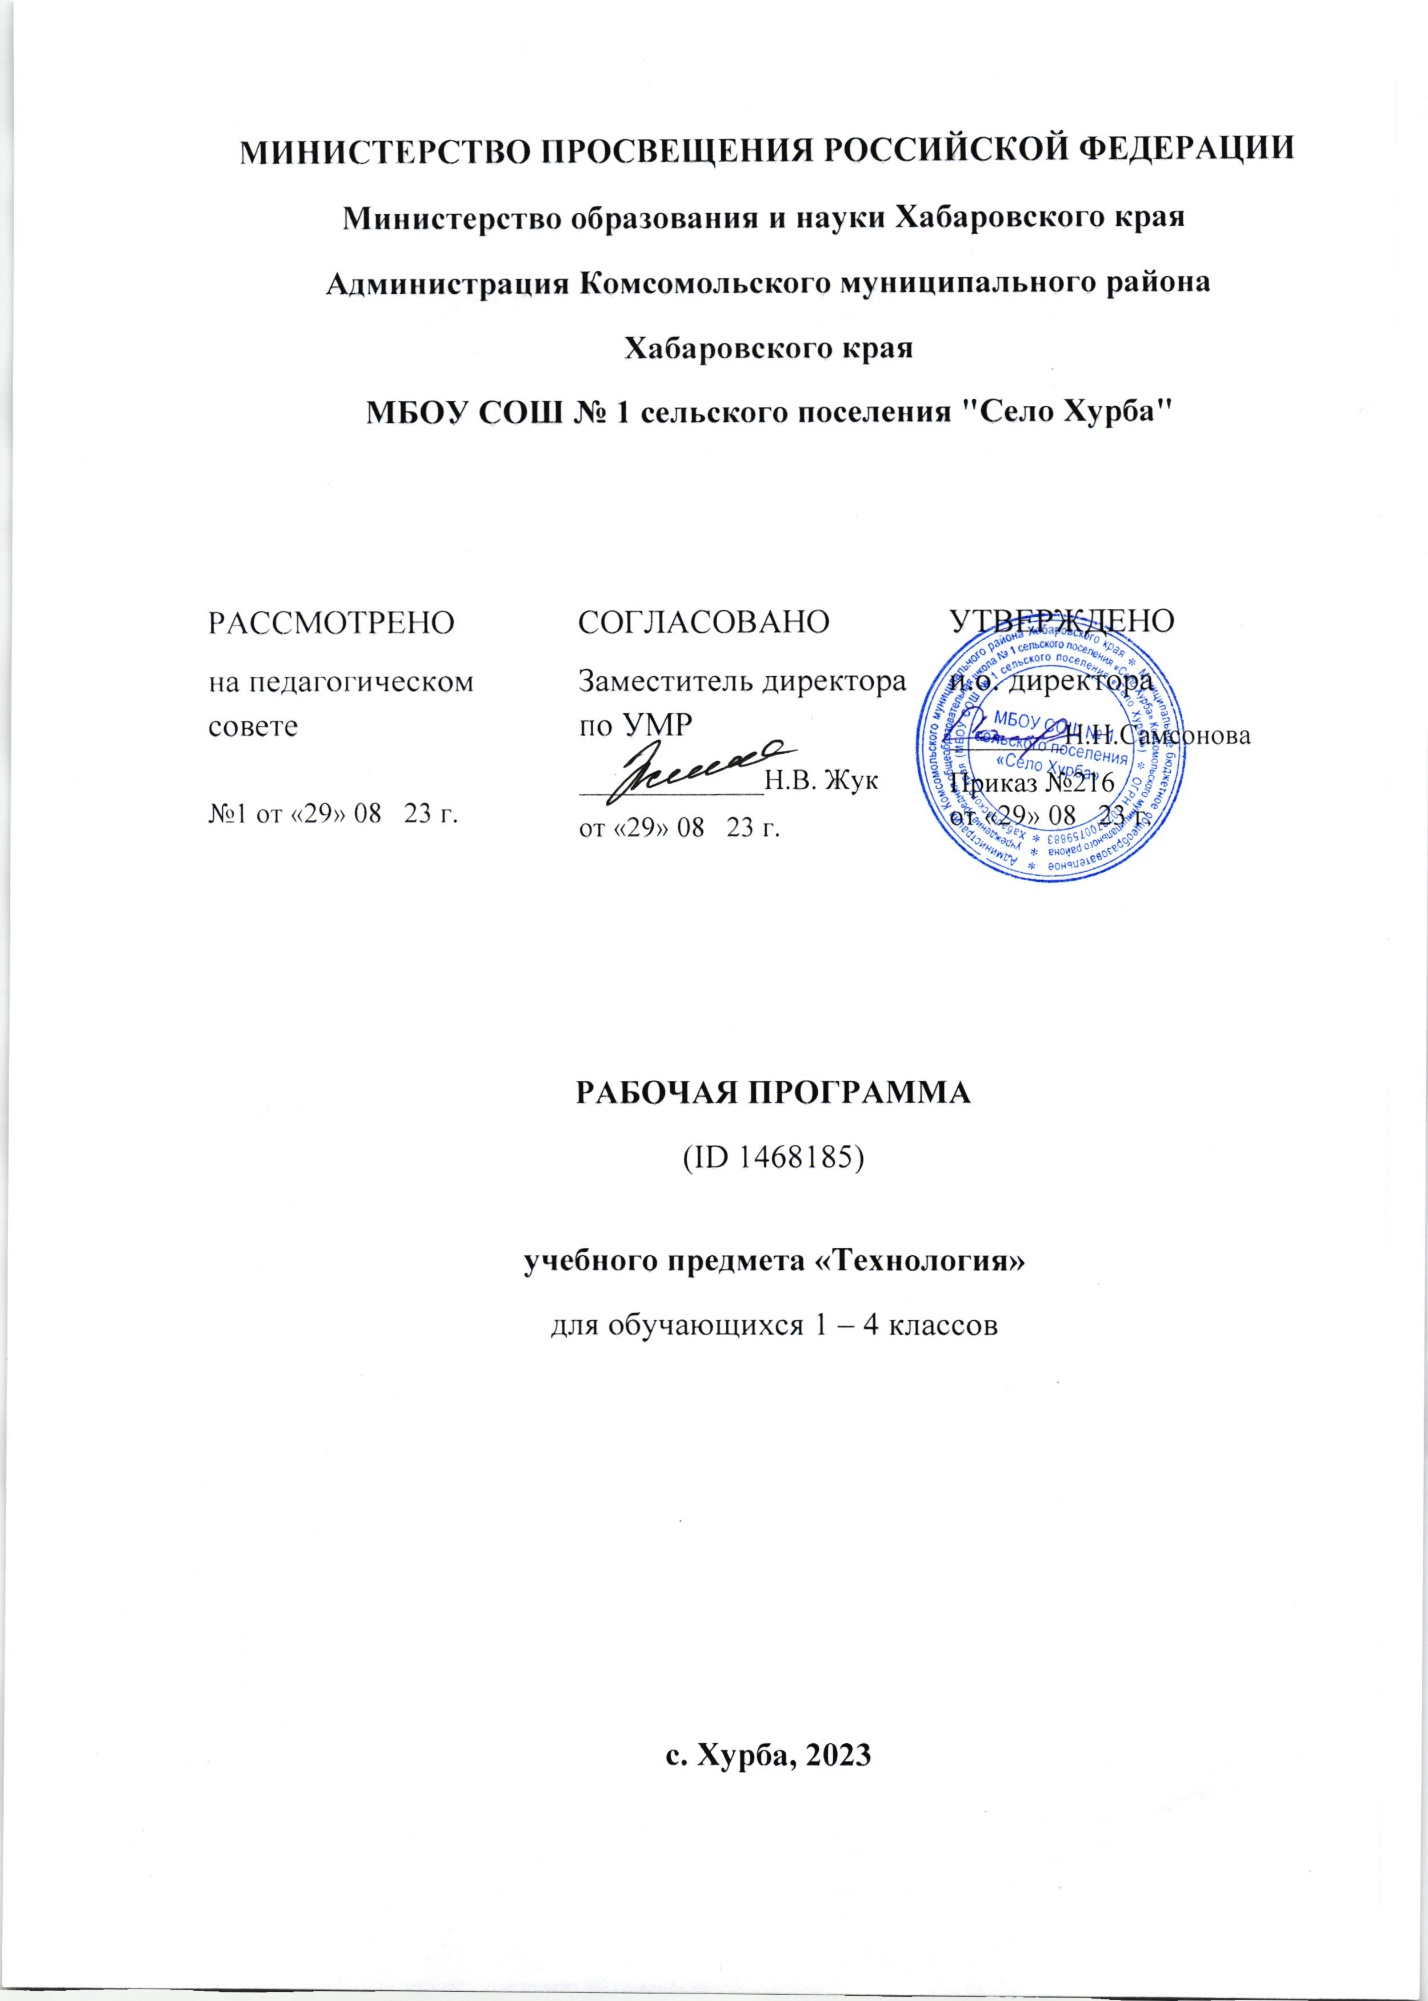 МИНИСТЕРСТВО ПРОСВЕЩЕНИЯ РОССИЙСКОЙ ФЕДЕРАЦИИ
Министерство образования и науки Хабаровского края
Администрация Комсомольского муниципального района
Хабаровского края
МБОУ СОШ № 1 сельского поселения "Село Хурба"
РАССМОТРЕНО
на педагогическом
совете
№1 от «29» 08 23 г.
СОГЛАСОВАНО
Заместитель директора
по УМР
______________Н.В. Жук
от «29» 08 23 г.
УТВЕРЖДЕНО
и.о. директора
Н.Н.Самсонова
Приказ №216
от «29» 08 23 г.
МБОУ СОШ № 1
сельского поселения
«Село Хурба»
РАБОЧАЯ ПРОГРАММА
(ID 1468185)
учебного предмета «Технология»
для обучающихся 1 – 4 классов
с. Хурба, 2023